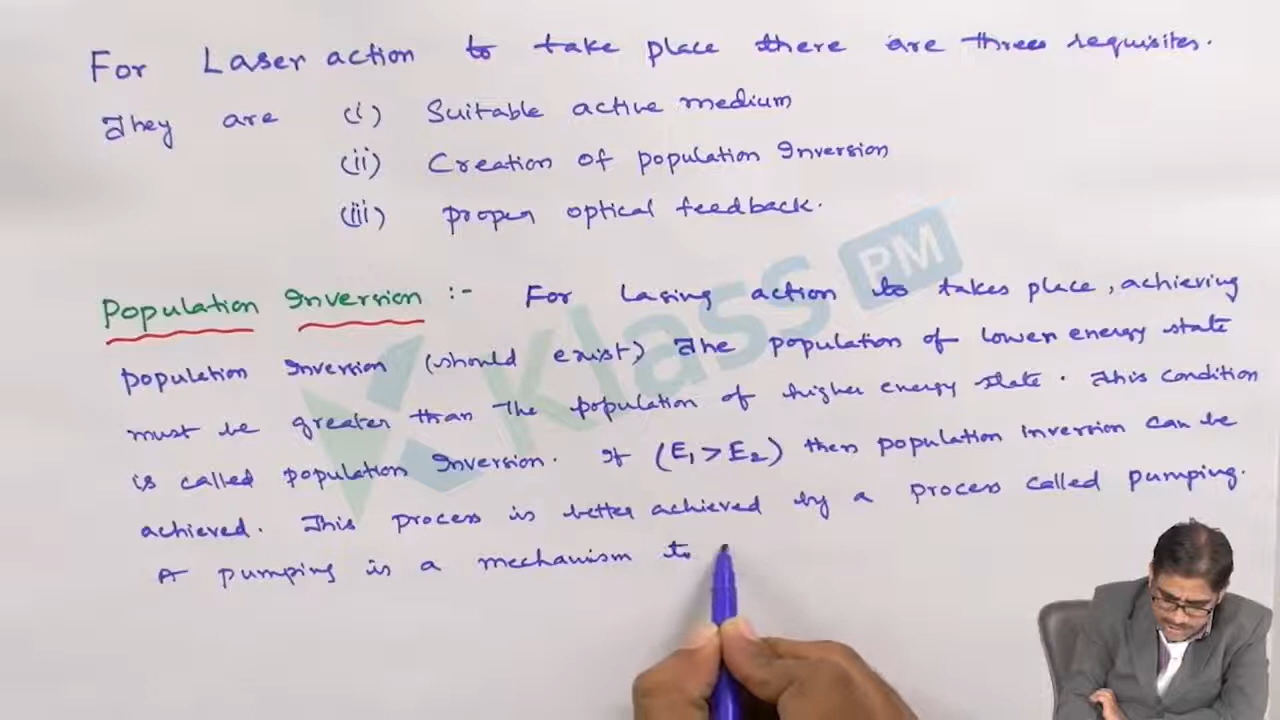 For Laser action to take place there are three requisites.
They are (i) Suitable active medium
(ii) Creation of population Inversion
(iii) proper optical feedback.
Klass PM
Population Inversion :- For lasing action to takes place, achieving
population Inversion (should exist) The population of lower energy state
must be greater than The population of higher energy state. This condition
is called population Inversion. If (E₁>E₂) then population inversion can be
achieved. This process is better achieved by a process called pumping.
A pumping is a mechanism to